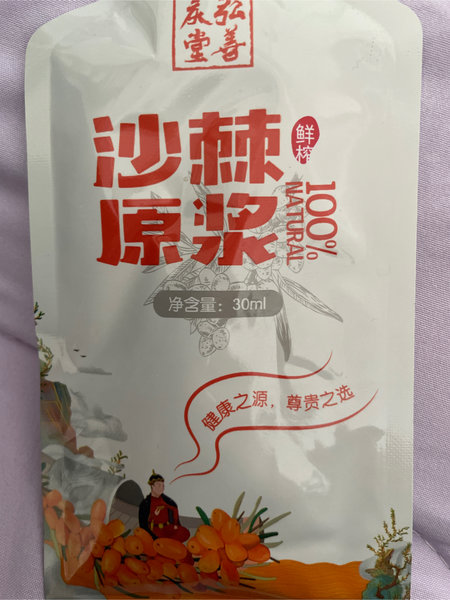 弘善
庆堂
沙棘
原浆
鲜榨
100%
NATURAL
净含量：30ml
健康之源，尊贵之选